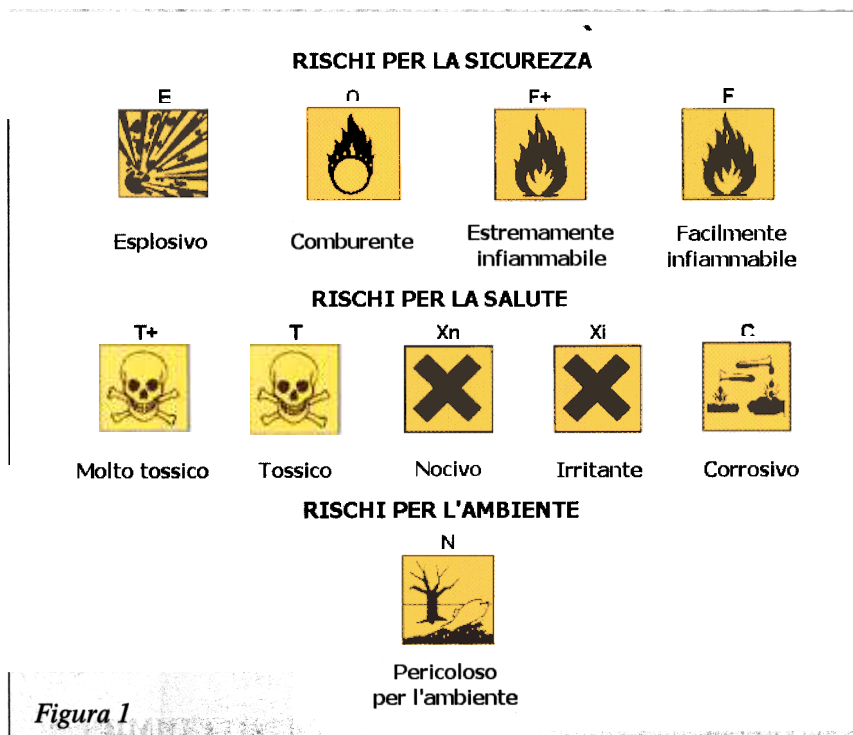 RISCHI PER LA SICUREZZA
E O F+ F
Esplosivo Comburente Estremamente infiammabile Facilmente infiammabile
RISCHI PER LA SALUTE
T+ T Xn Xi C
Molto tossico Tossico Nocivo Irritante Corrosivo
RISCHI PER L'AMBIENTE
N
Pericoloso
per l'ambiente
Figura 1